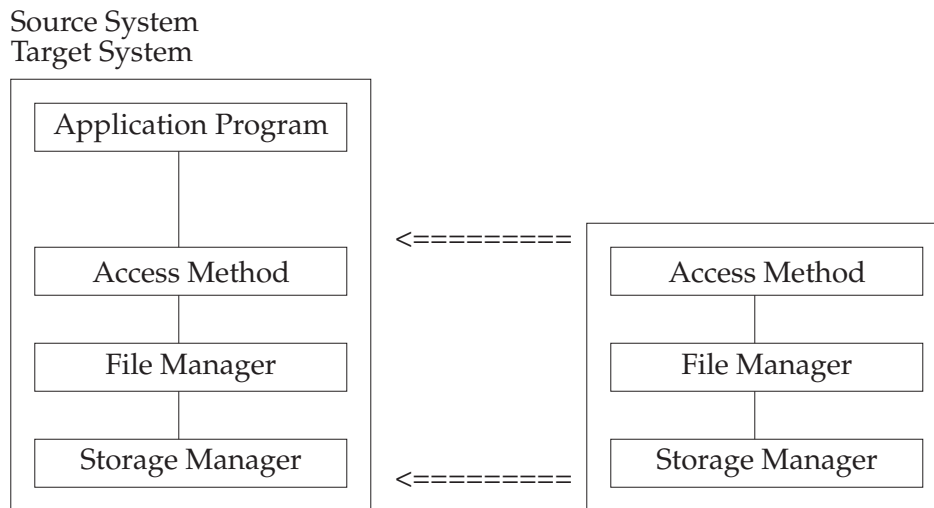 Source System
Target System
Application Program
<=========
Access Method
Access Method
File Manager
File Manager
Storage Manager
Storage Manager
<=========